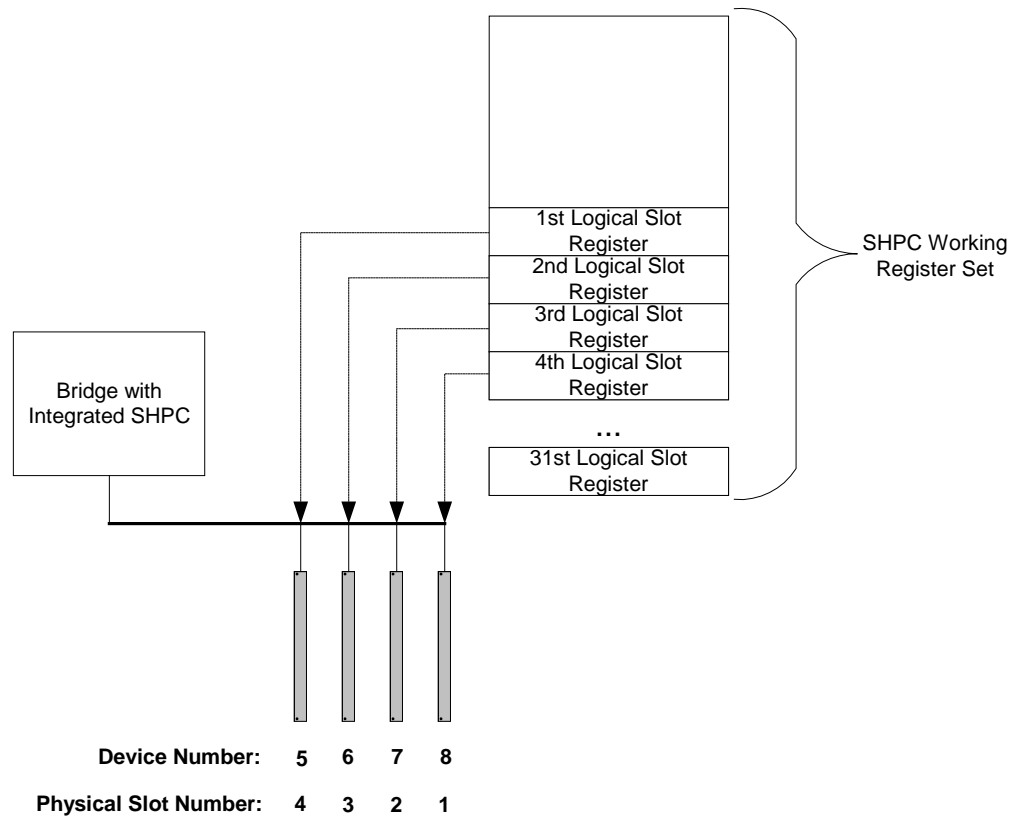 1st Logical Slot
Register
2nd Logical Slot
Register
3rd Logical Slot
Register
4th Logical Slot
Register
...
31st Logical Slot
Register
SHPC Working
Register Set
Bridge with
Integrated SHPC
Device Number: 5 6 7 8
Physical Slot Number: 4 3 2 1